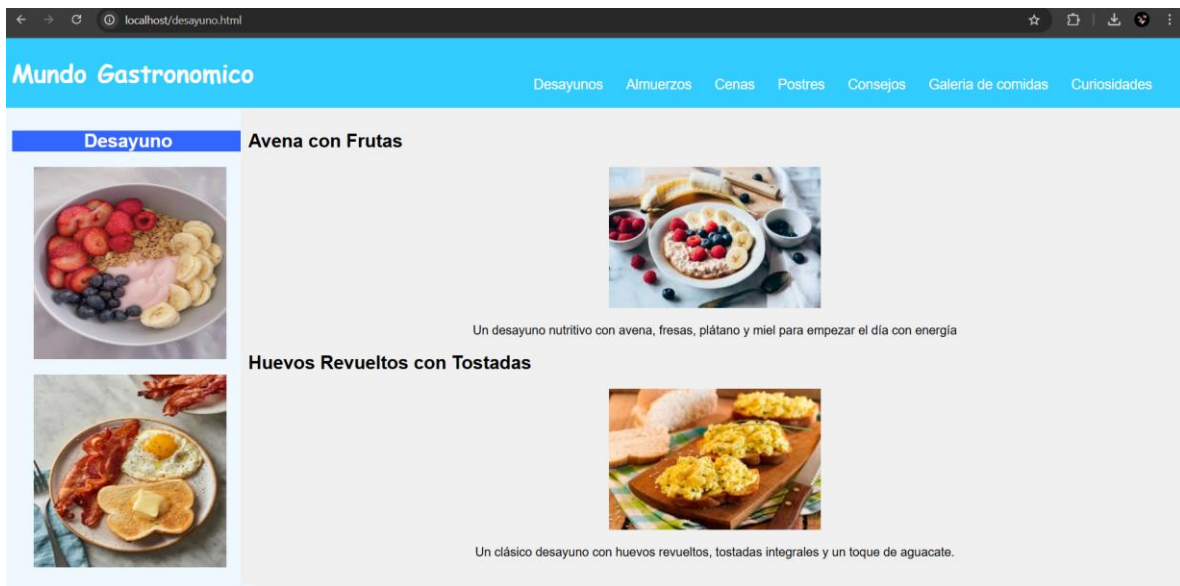 localhost/desayuno.html
Mundo Gastronomico
Desayunos Almuerzos Cenas Postres Consejos Galeria de comidas Curiosidades
Desayuno
Avena con Frutas
Un desayuno nutritivo con avena, fresas, plátano y miel para empezar el día con energía
Huevos Revueltos con Tostadas
Un clásico desayuno con huevos revueltos, tostadas integrales y un toque de aguacate.